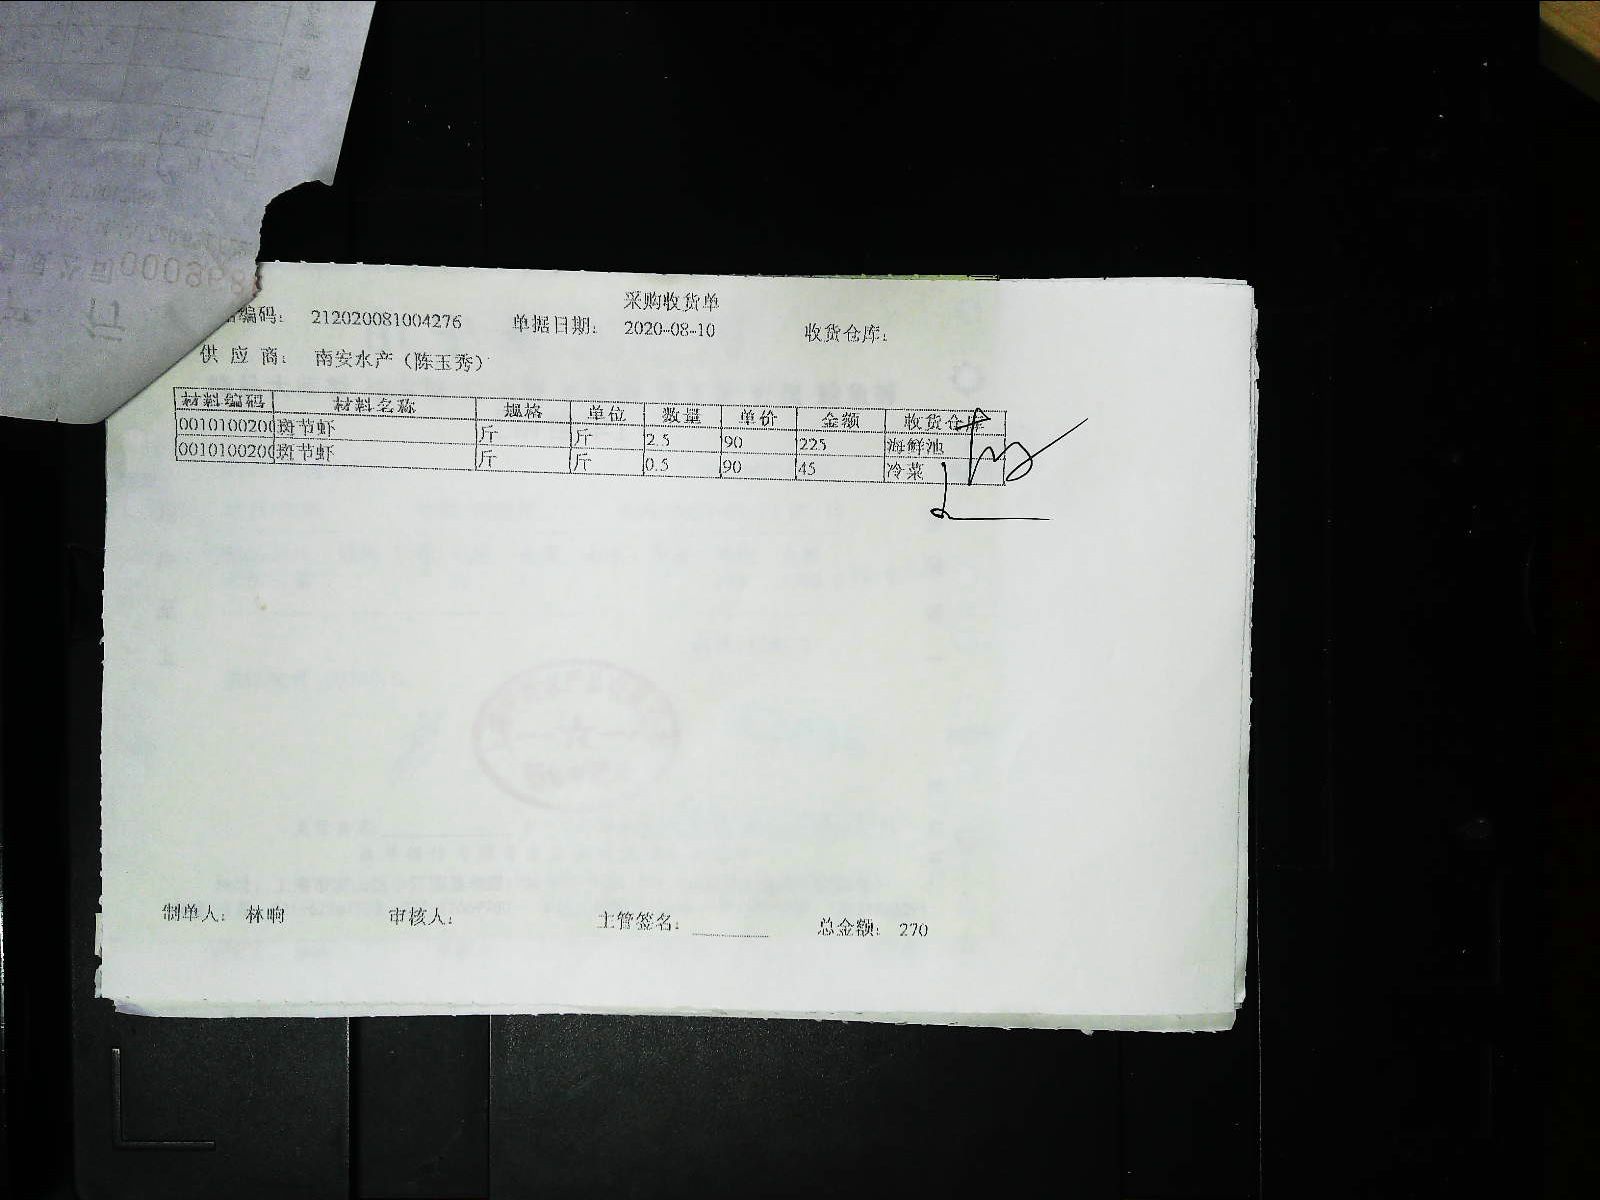 采购收货单
编码： 212020081004276 单据日期： 2020-08-10 收货仓库：
供 应 商： 南安水产（陈玉秀）
材料编码 材料名称 规格 单位 数量 单价 金额 收货仓库
0010100200 斑节虾 斤 斤 2.5 90 225 海鲜池
0010100200 斑节虾 斤 斤 0.5 90 45 冷菜
制单人： 林响 审核人： 主管签名： 总金额： 270